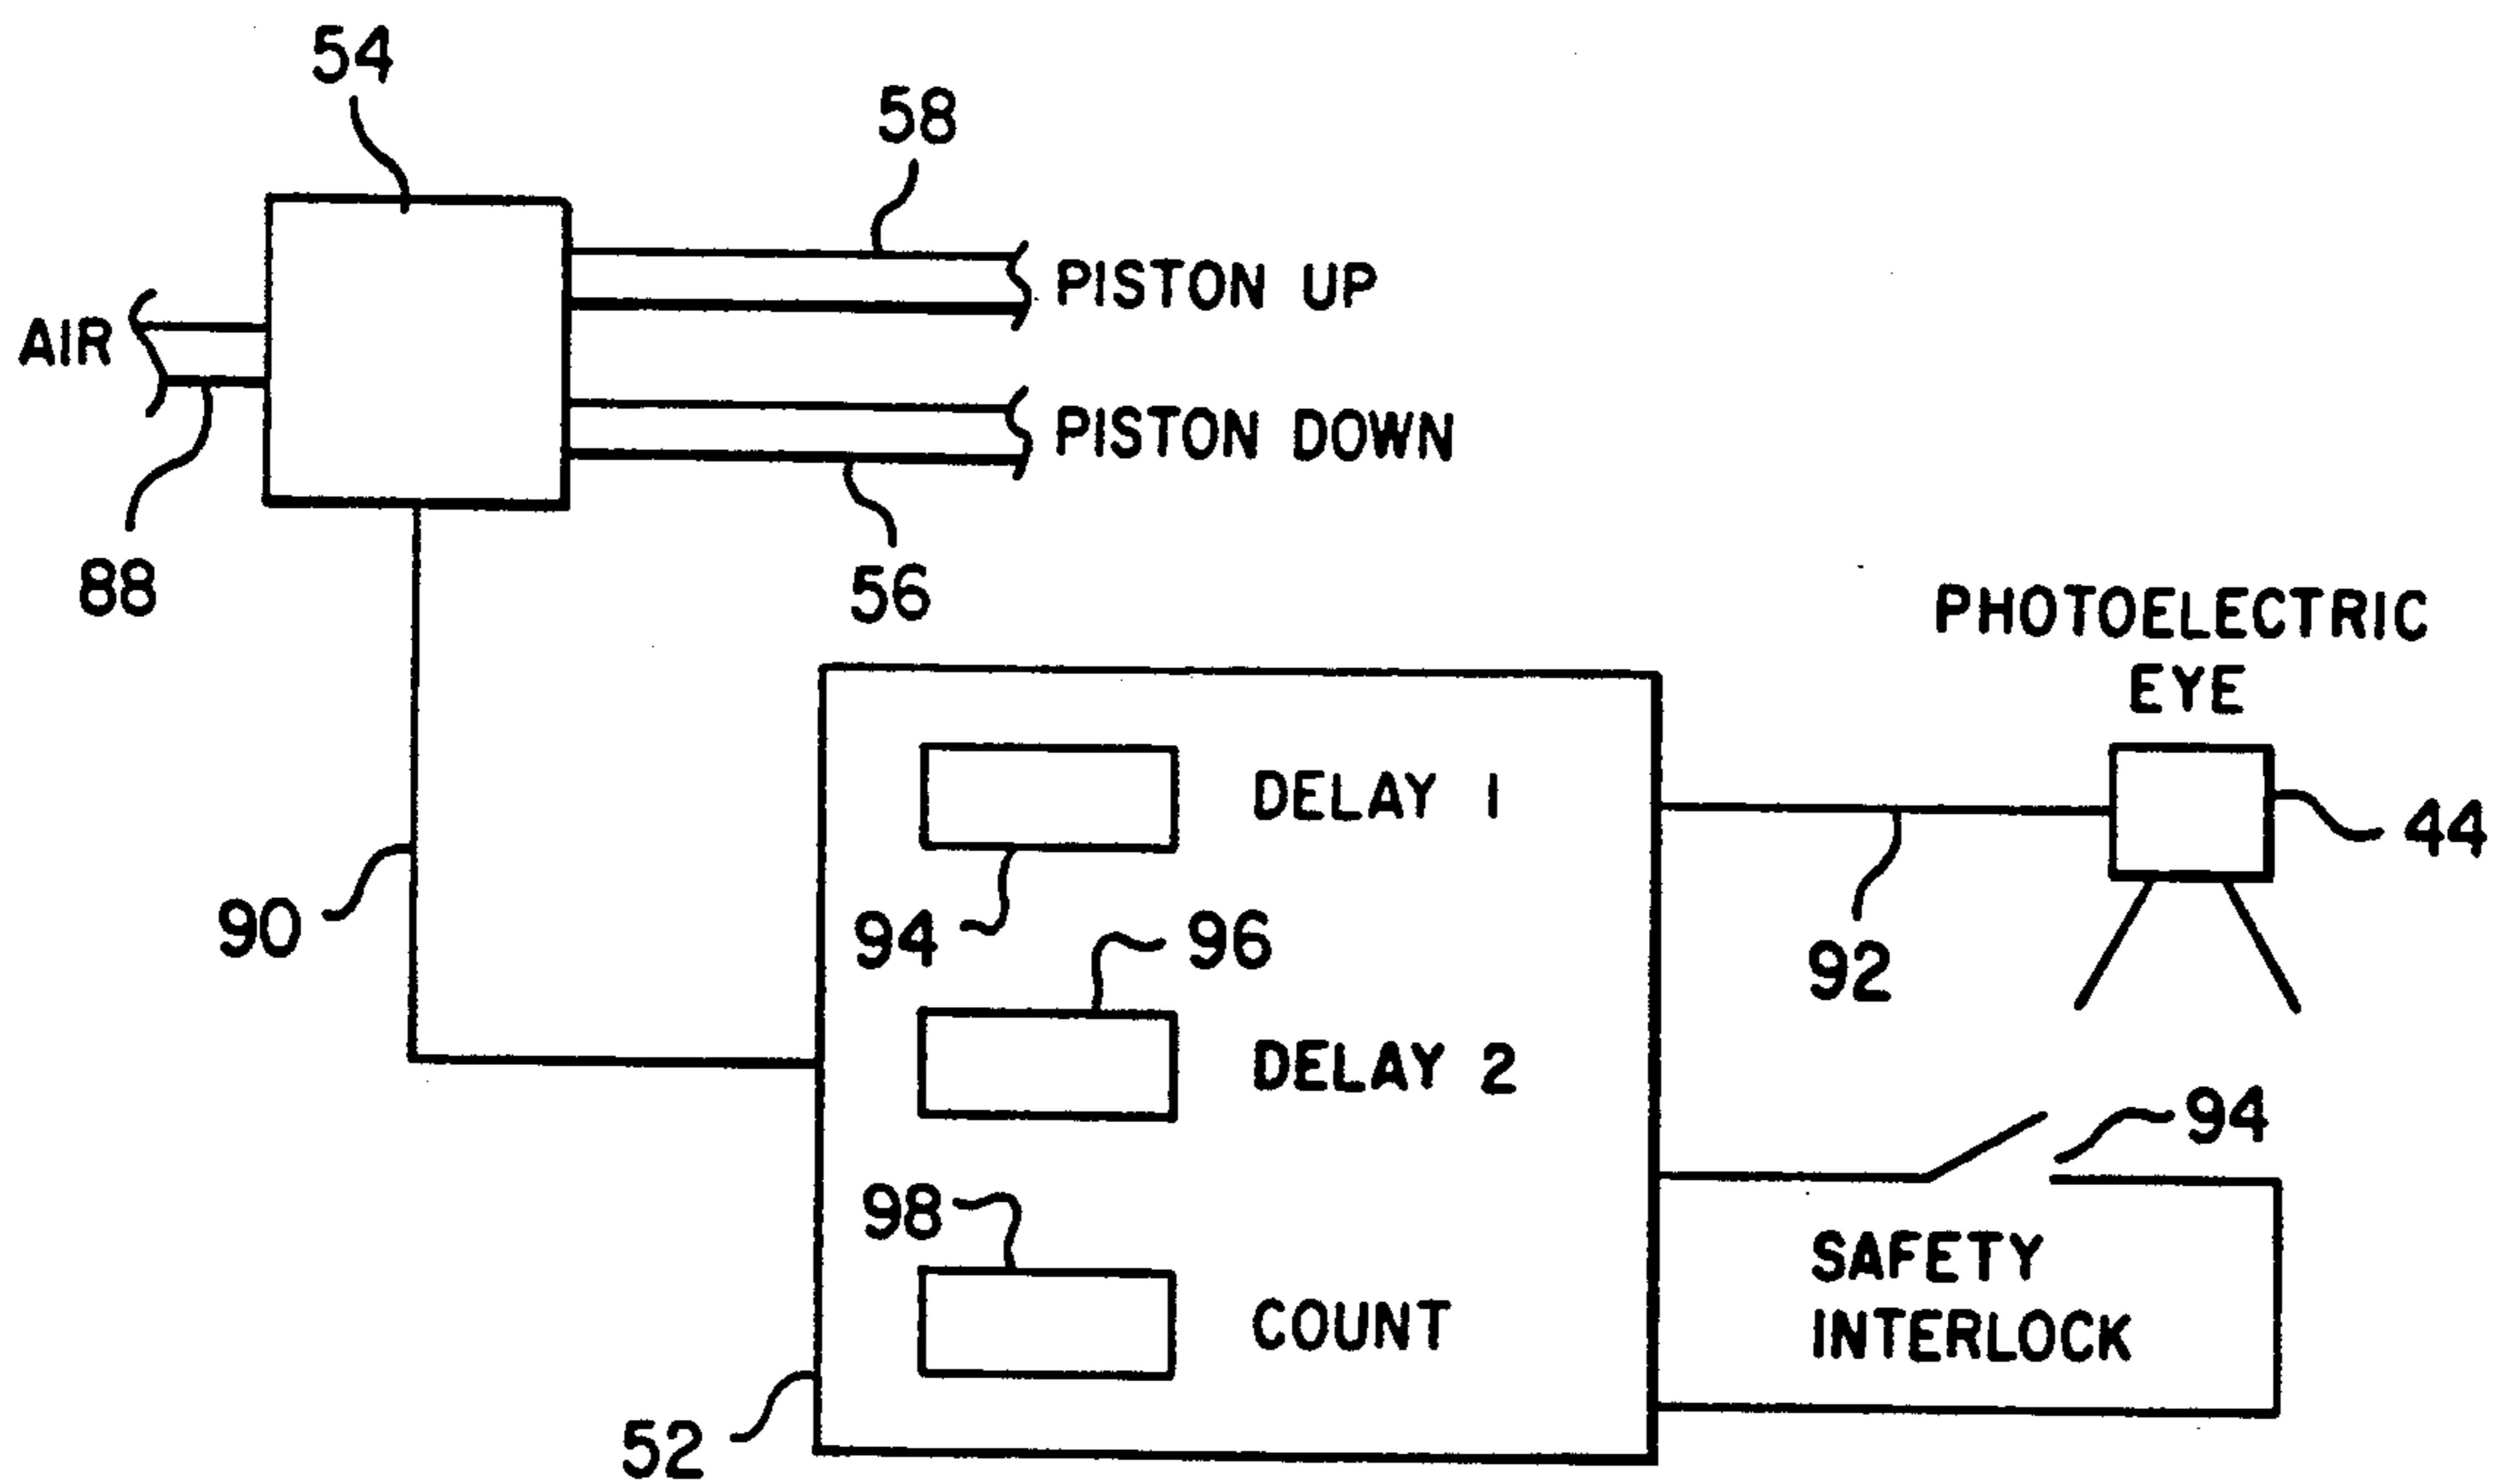 54
58
PISTON UP
AIR
PISTON DOWN
88
56
PHOTOELECTRIC
EYE
DELAY 1
44
94
96
90
92
DELAY 2
94
98
SAFETY
INTERLOCK
COUNT
52